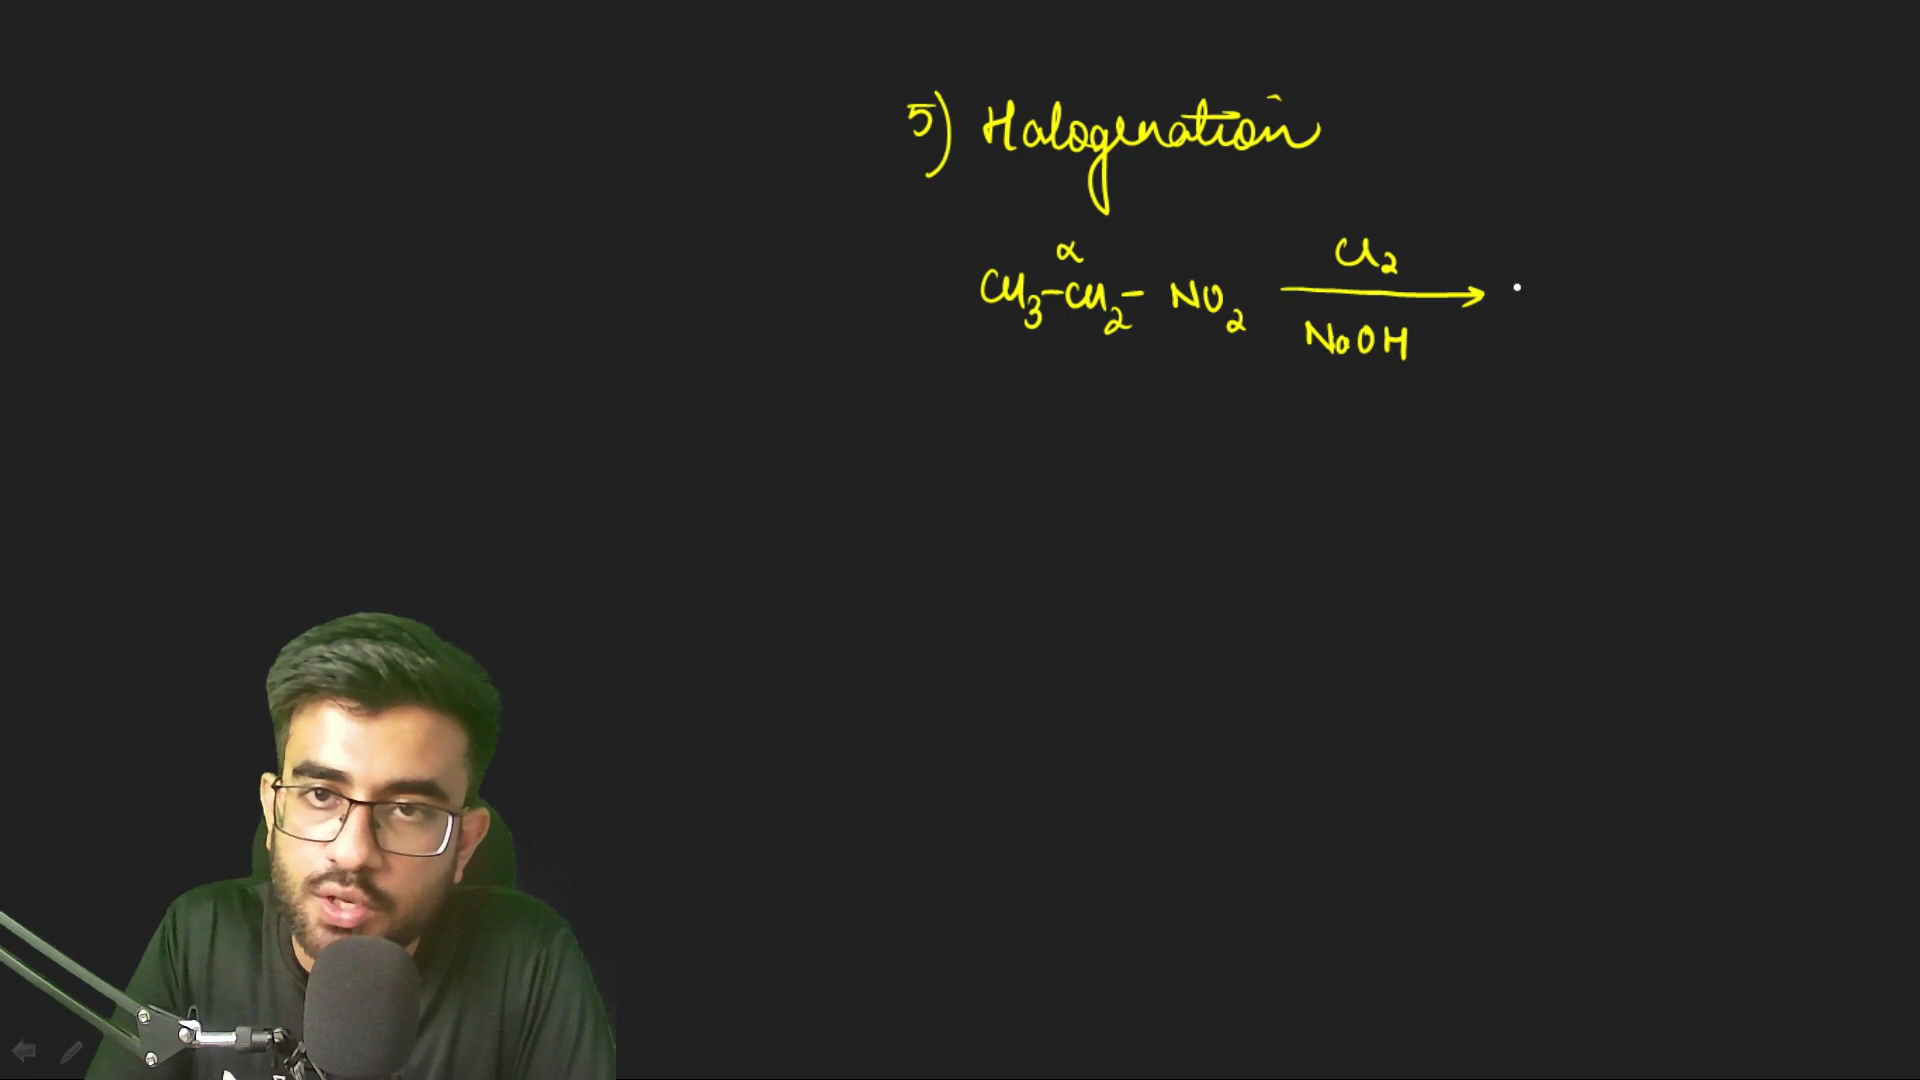 5) Halogenation
α
CH₃-CH₂- NO₂ Cl₂
NaOH